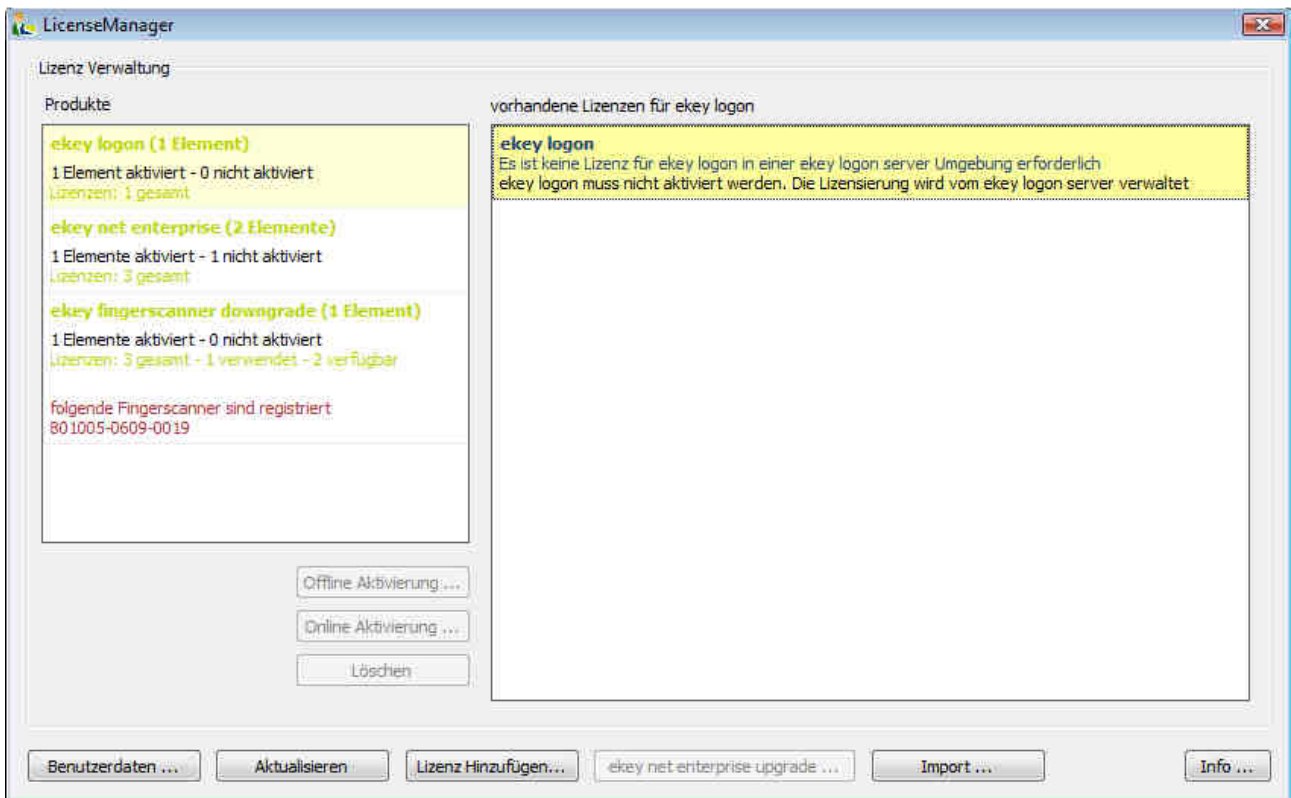 LicenseManager
Lizenz Verwaltung
Produkte
ekey logon (1 Element)
1 Element aktiviert - 0 nicht aktiviert
Lizenzen: 1 gesamt
ekey net enterprise (2 Elemente)
1 Elemente aktiviert - 1 nicht aktiviert
Lizenzen: 3 gesamt
ekey fingerscanner dowograde (1 Element)
1 Elemente aktiviert - 0 nicht aktiviert
Lizenzen: 3 gesamt - 1 verwendet - 2 verfügbar
folgende Fingerscanner sind registriert
801005-0609-0019
vorhandene Lizenzen für ekey logon
ekey logon
Es ist keine Lizenz für ekey logon in einer ekey logon server Umgebung erforderlich
ekey logon muss nicht aktiviert werden. Die Lizensierung wird vom ekey logon server verwaltet
Offline Aktivierung ...
Online Aktivierung ...
Löschen
Benutzerdaten ...
Aktualisieren
Lizenz Hinzufügen...
ekey net enterprise upgrade ...
Import ...
Info ...